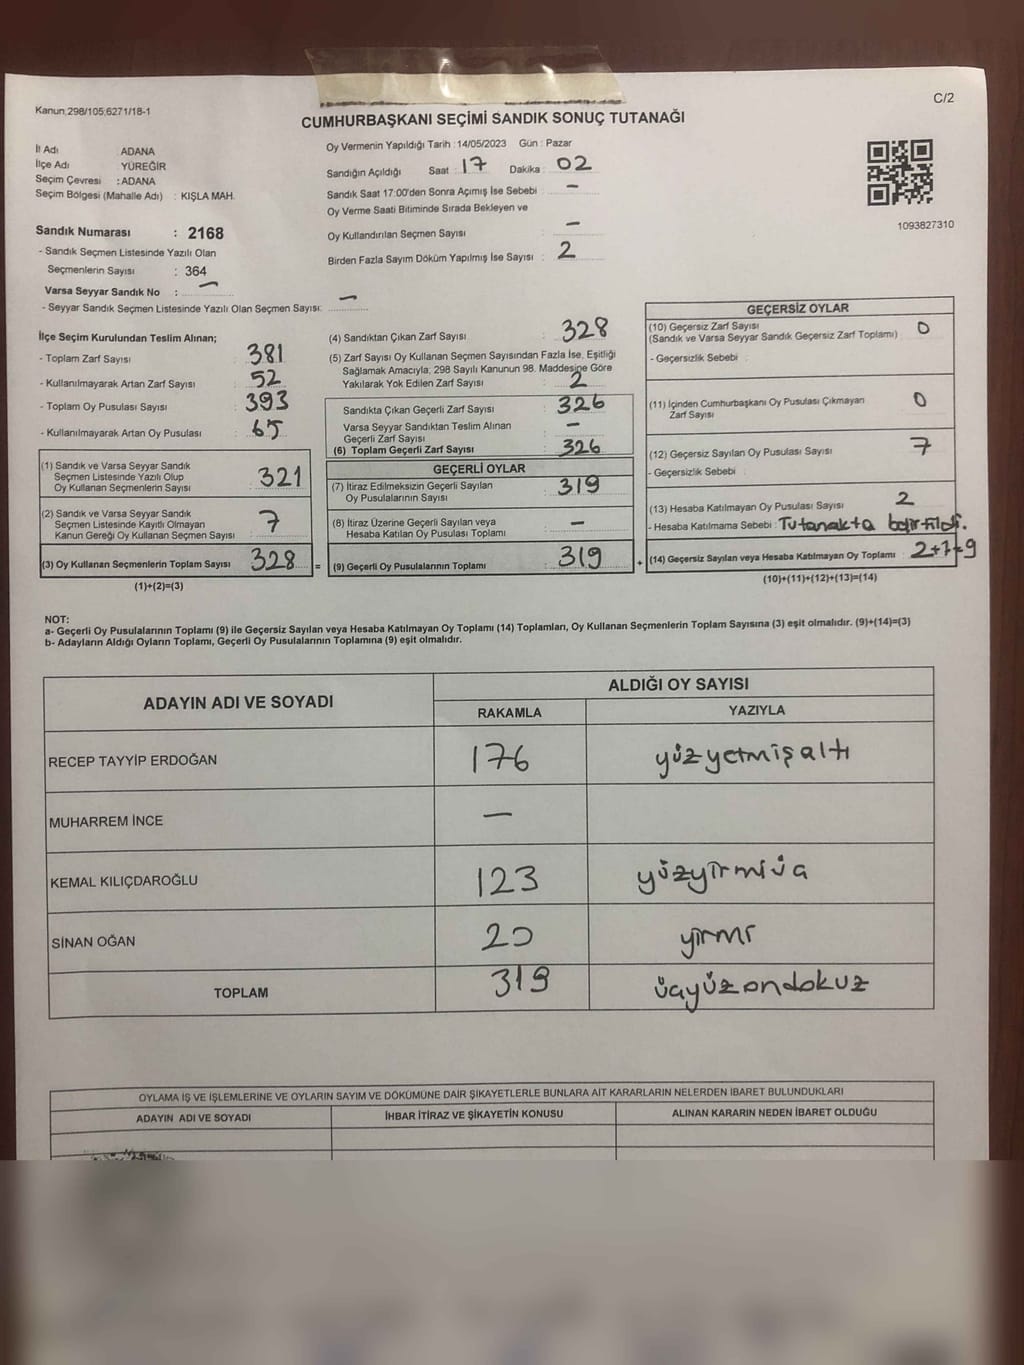 C/2
Kanun,298/105,6271/18-1
CUMHURBAŞKANI SEÇİMİ SANDIK SONUÇ TUTANAĞI
İl Adı ADANA
İlçe Adı YÜREĞİR
Seçim Çevresi : ADANA
Seçim Bölgesi (Mahalle Adı) : KIŞLA MAH.
Sandık Numarası : 2168
- Sandık Seçmen Listesinde Yazılı Olan
Seçmenlerin Sayısı : 364
Varsa Seyyar Sandık No : —
- Seyyar Sandık Seçmen Listesinde Yazılı Olan Seçmen Sayısı: —
Oy Vermenin Yapıldığı Tarih : 14/05/2023 Gün : Pazar
Sandığın Açıldığı Saat : 17 Dakika : 02
Sandık Saat 17:00'den Sonra Açımış İse Sebebi : —
Oy Verme Saati Bitiminde Sırada Bekleyen ve
Oy Kullandırılan Seçmen Sayısı : —
Birden Fazla Sayım Döküm Yapılmış İse Sayısı : 2
1093827310
İlçe Seçim Kurulundan Teslim Alınan;
- Toplam Zarf Sayısı : 381
- Kullanılmayarak Artan Zarf Sayısı : 52
- Toplam Oy Pusulası Sayısı : 393
- Kullanılmayarak Artan Oy Pusulası : 65
(1) Sandık ve Varsa Seyyar Sandık
Seçmen Listesinde Yazılı Olup
Oy Kullanan Seçmenlerin Sayısı : 321
(2) Sandık ve Varsa Seyyar Sandık
Seçmen Listesinde Kayıtlı Olmayan
Kanun Gereği Oy Kullanan Seçmen Sayısı : 7
(3) Oy Kullanan Seçmenlerin Toplam Sayısı : 328 =
(1)+(2)=(3)
(4) Sandıktan Çıkan Zarf Sayısı : 328
(5) Zarf Sayısı Oy Kullanan Seçmen Sayısından Fazla İse, Eşitliği
Sağlamak Amacıyla; 298 Sayılı Kanunun 98. Maddesine Göre
Yakılarak Yok Edilen Zarf Sayısı : 2
Sandıkta Çıkan Geçerli Zarf Sayısı : 326
Varsa Seyyar Sandıktan Teslim Alınan
Geçerli Zarf Sayısı : —
(6) Toplam Geçerli Zarf Sayısı : 326
GEÇERLİ OYLAR
(7) İtiraz Edilmeksizin Geçerli Sayılan
Oy Pusulalarının Sayısı : 319
(8) İtiraz Üzerine Geçerli Sayılan veya
Hesaba Katılan Oy Pusulası Toplamı : —
(9) Geçerli Oy Pusulalarının Toplamı : 319 +
GEÇERSİZ OYLAR
(10) Geçersiz Zarf Sayısı : 0
(Sandık ve Varsa Seyyar Sandık Geçersiz Zarf Toplamı)
- Geçersizlik Sebebi :
(11) İçinden Cumhurbaşkanı Oy Pusulası Çıkmayan : 0
Zarf Sayısı
(12) Geçersiz Sayılan Oy Pusulası Sayısı : 7
- Geçersizlik Sebebi :
(13) Hesaba Katılmayan Oy Pusulası Sayısı : 2
- Hesaba Katılmama Sebebi : Tutanakta belirtildi.
(14) Geçersiz Sayılan veya Hesaba Katılmayan Oy Toplamı : 2+7=9
(10)+(11)+(12)+(13)=(14)
NOT:
a- Geçerli Oy Pusulalarının Toplamı (9) ile Geçersiz Sayılan veya Hesaba Katılmayan Oy Toplamı (14) Toplamları, Oy Kullanan Seçmenlerin Toplam Sayısına (3) eşit olmalıdır. (9)+(14)=(3)
b- Adayların Aldığı Oyların Toplamı, Geçerli Oy Pusulalarının Toplamına (9) eşit olmalıdır.
ADAYIN ADI VE SOYADI ALDIĞI OY SAYISI
RAKAMLA YAZIYLA
RECEP TAYYİP ERDOĞAN 176 yüzyetmişaltı
MUHARREM İNCE —
KEMAL KILIÇDAROĞLU 123 yüzyirmiüç
SİNAN OĞAN 20 yirmi
TOPLAM 319 üçyüzondokuz
OYLAMA İŞ VE İŞLEMLERİNE VE OYLARIN SAYIM VE DÖKÜMÜNE DAİR ŞİKAYETLERLE BUNLARA AİT KARARLARIN NELERDEN İBARET BULUNDUKLARI
ADAYIN ADI VE SOYADI İHBAR İTİRAZ VE ŞİKAYETİN KONUSU ALINAN KARARIN NEDEN İBARET OLDUĞU